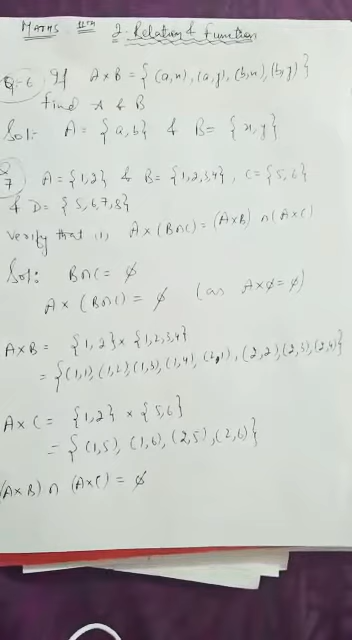 MATHS 11th 2. Relation & Function
Q-6 If A×B = {(a,x), (a,y), (b,x), (b,y)}
find A & B
Sol:- A = {a,b} & B = {x,y}
Q 7 A = {1,2} & B = {1,2,3,4}, C = {5,6}
& D = {5,6,7,8}
Verify that (i) A×(B∩C) = (A×B) ∩ (A×C)
Sol: B∩C = ∅
A×(B∩C) = ∅ (as A×∅ = ∅)
A×B = {1,2} × {1,2,3,4}
= {(1,1), (1,2), (1,3), (1,4), (2,1), (2,2), (2,3), (2,4)}
A×C = {1,2} × {5,6}
= {(1,5), (1,6), (2,5), (2,6)}
(A×B) ∩ (A×C) = ∅